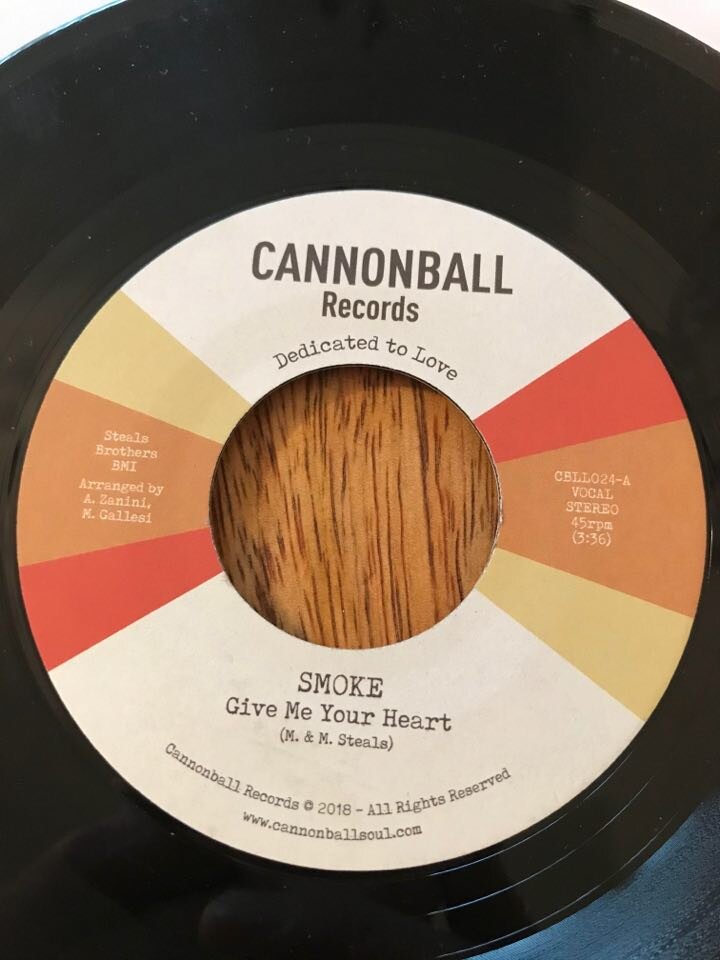 CANNONBALL
Records
Dedicated to Love
Steals
Brothers
BMI
Arranged by
A. Zanini,
M. Gallesi
CBLL024-A
VOCAL
STEREO
45rpm
(3:36)
SMOKE
Give Me Your Heart
(M. & M. Steals)
Cannonball Records © 2018 - All Rights Reserved
www.cannonballsoul.com